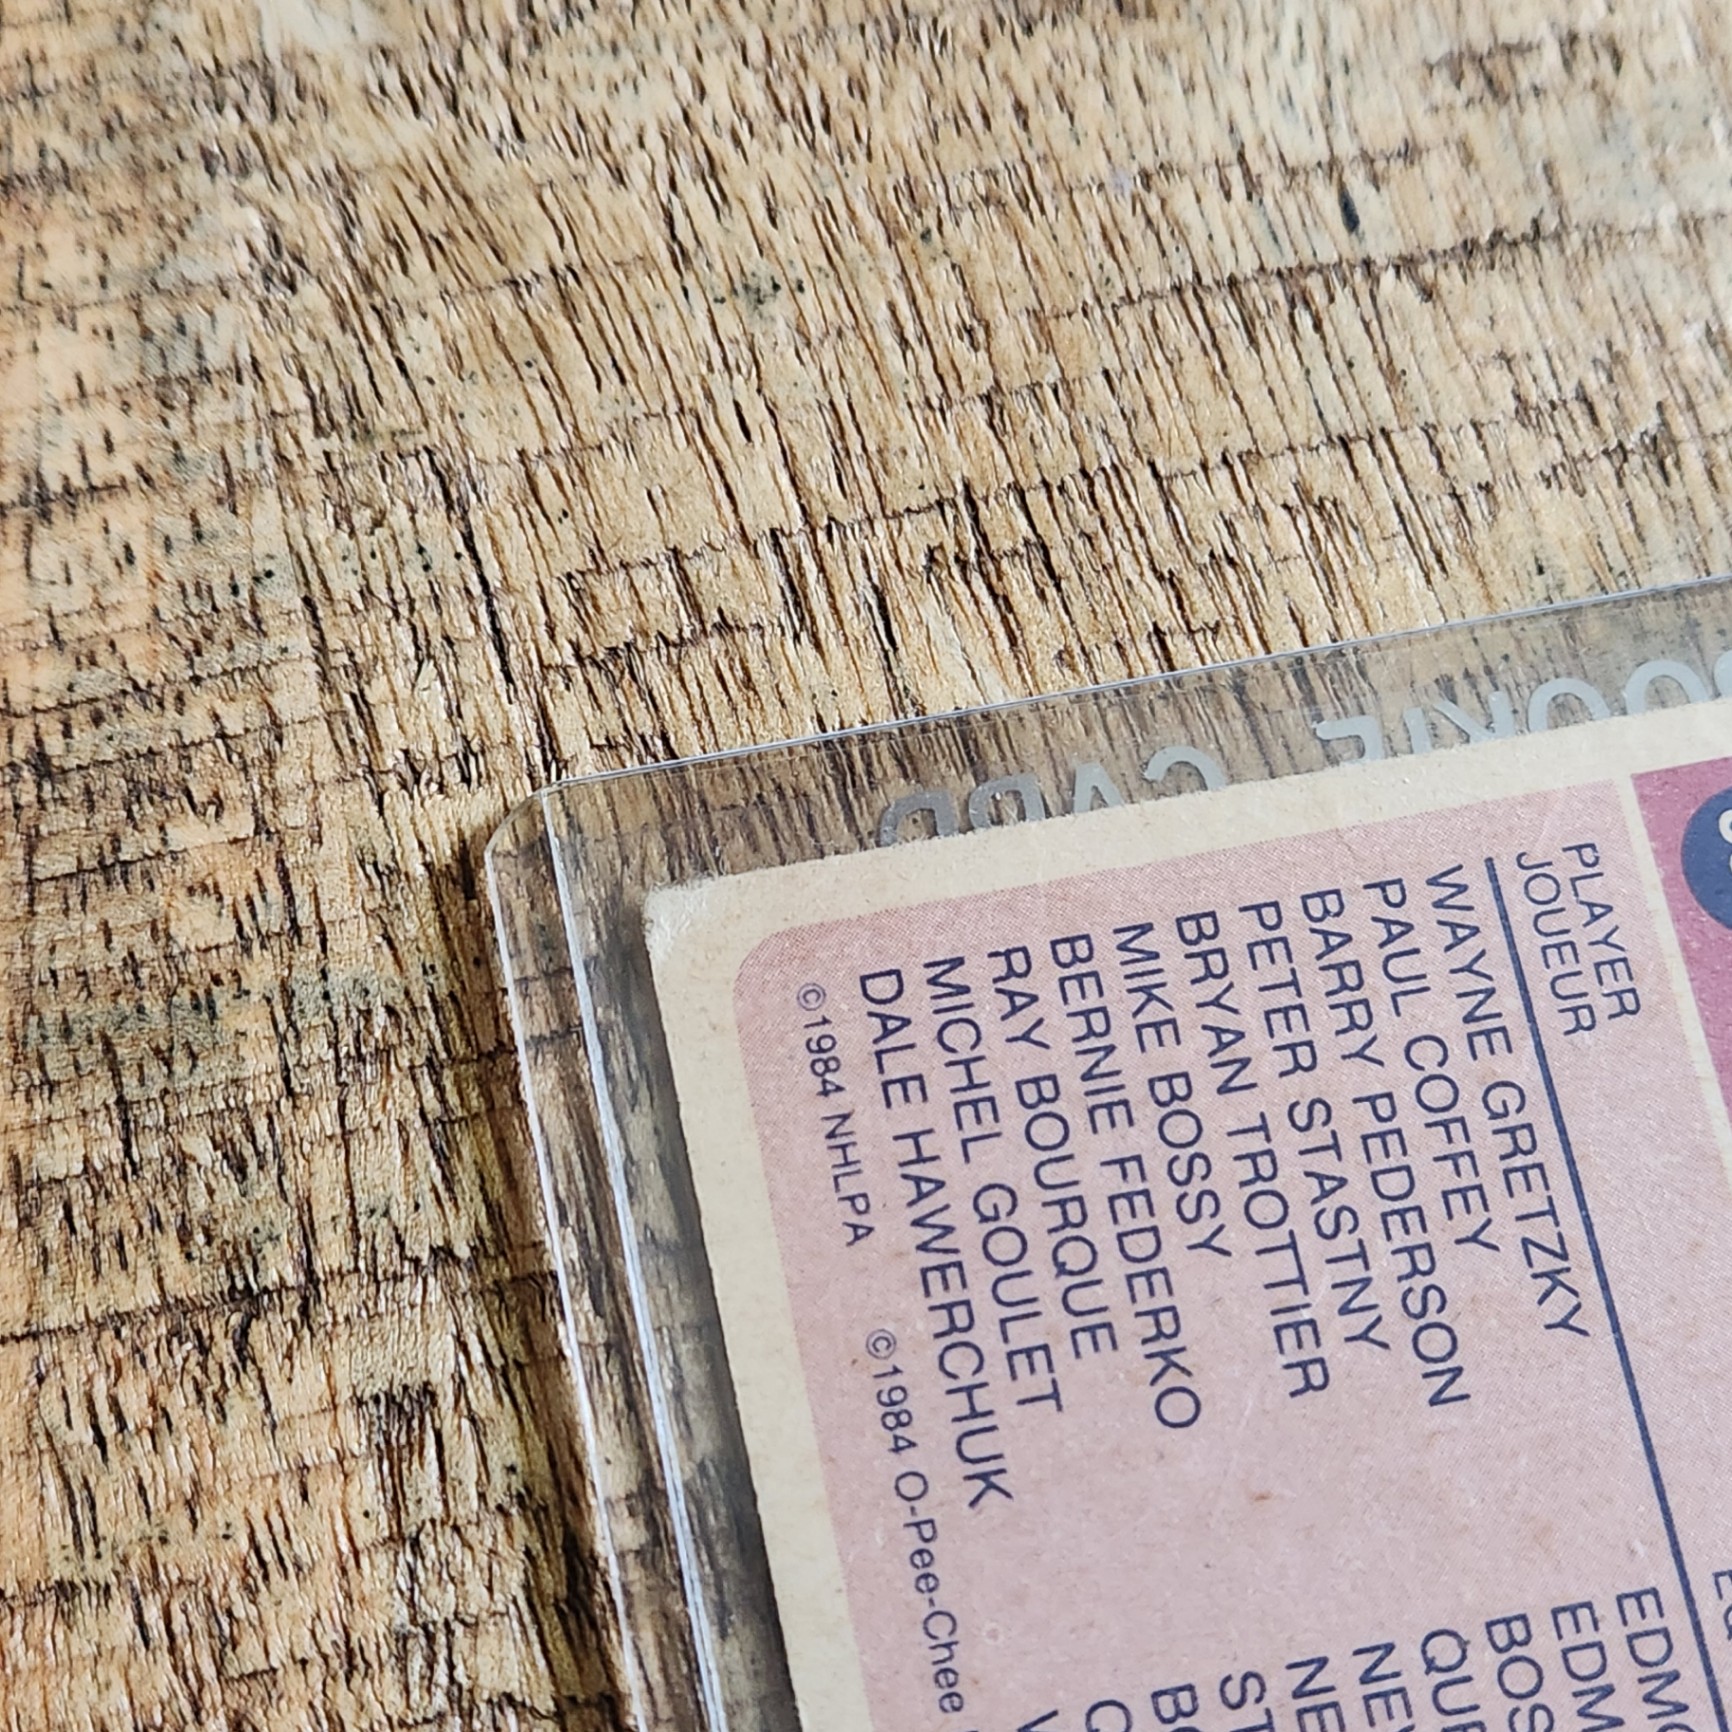 ROOKIE CARD
PLAYER
JOUEUR
WAYNE GRETZKY EDM
PAUL COFFEY EDM
BARRY PEDERSON BOS
PETER STASTNY QUE
BRYAN TROTTIER NE
MIKE BOSSY NE
BERNIE FEDERKO ST
RAY BOURQUE BO
MICHEL GOULET
DALE HAWERCHUK
©1984 NHLPA ©1984 O-Pee-Chee